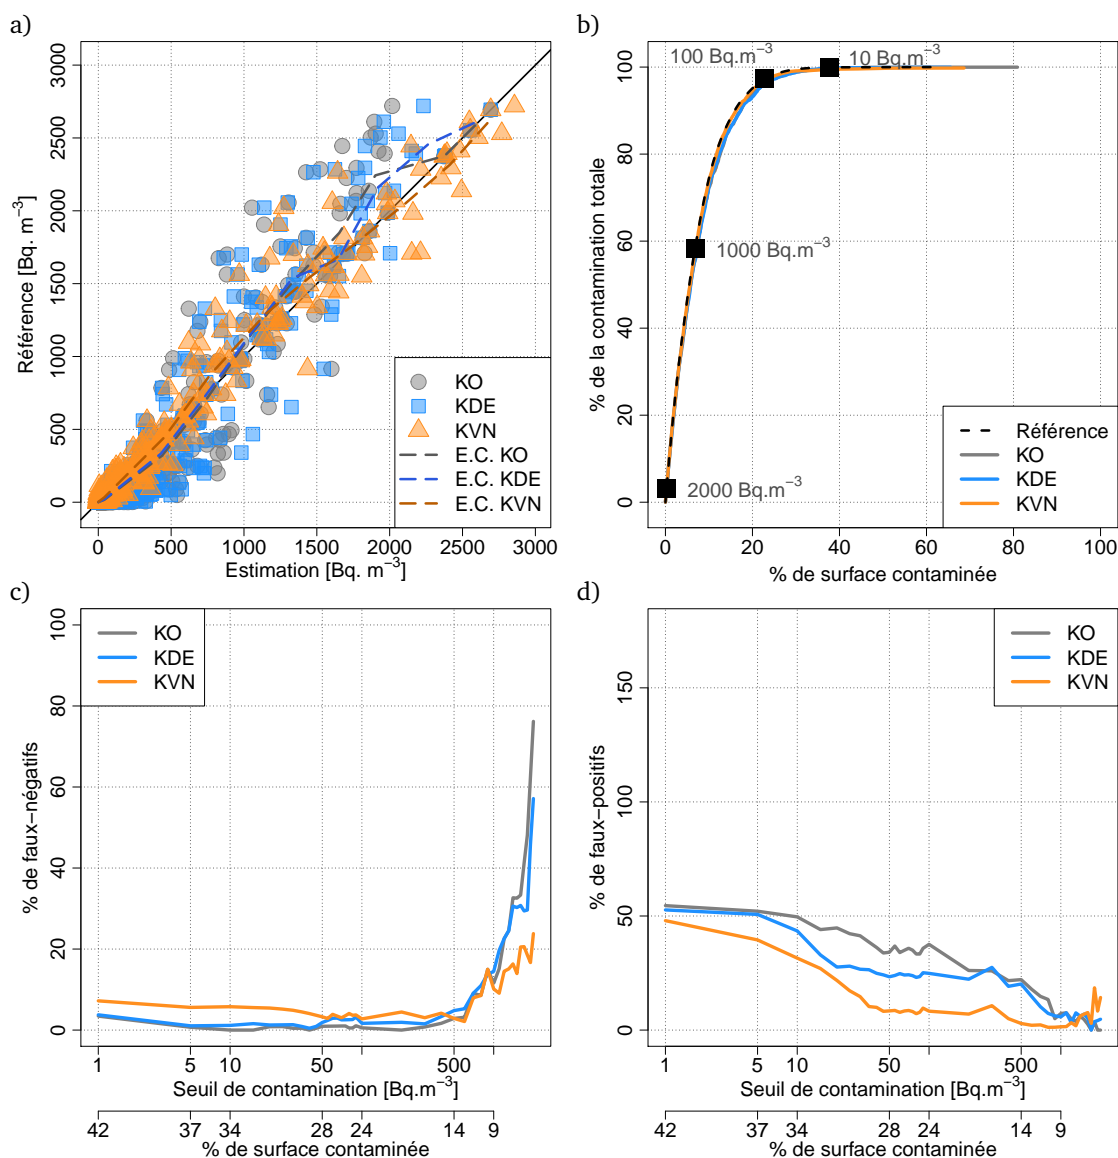 a)
Référence [Bq. m−3]
3000
2500
2000
1500
1000
500
0
0 500 1000 1500 2000 2500 3000
Estimation [Bq. m−3]
KO
KDE
KVN
E.C. KO
E.C. KDE
E.C. KVN
b)
% de la contamination totale
100
80
60
40
20
0
100 Bq.m−3
10 Bq.m−3
1000 Bq.m−3
2000 Bq.m−3
Référence
KO
KDE
KVN
0 20 40 60 80 100
% de surface contaminée
c)
% de faux−négatifs
100
80
60
40
20
0
KO
KDE
KVN
1 5 10 50 500
Seuil de contamination [Bq.m−3]
42 37 34 28 24 14 9
% de surface contaminée
d)
% de faux−positifs
150
100
50
0
KO
KDE
KVN
1 5 10 50 500
Seuil de contamination [Bq.m−3]
42 37 34 28 24 14 9
% de surface contaminée